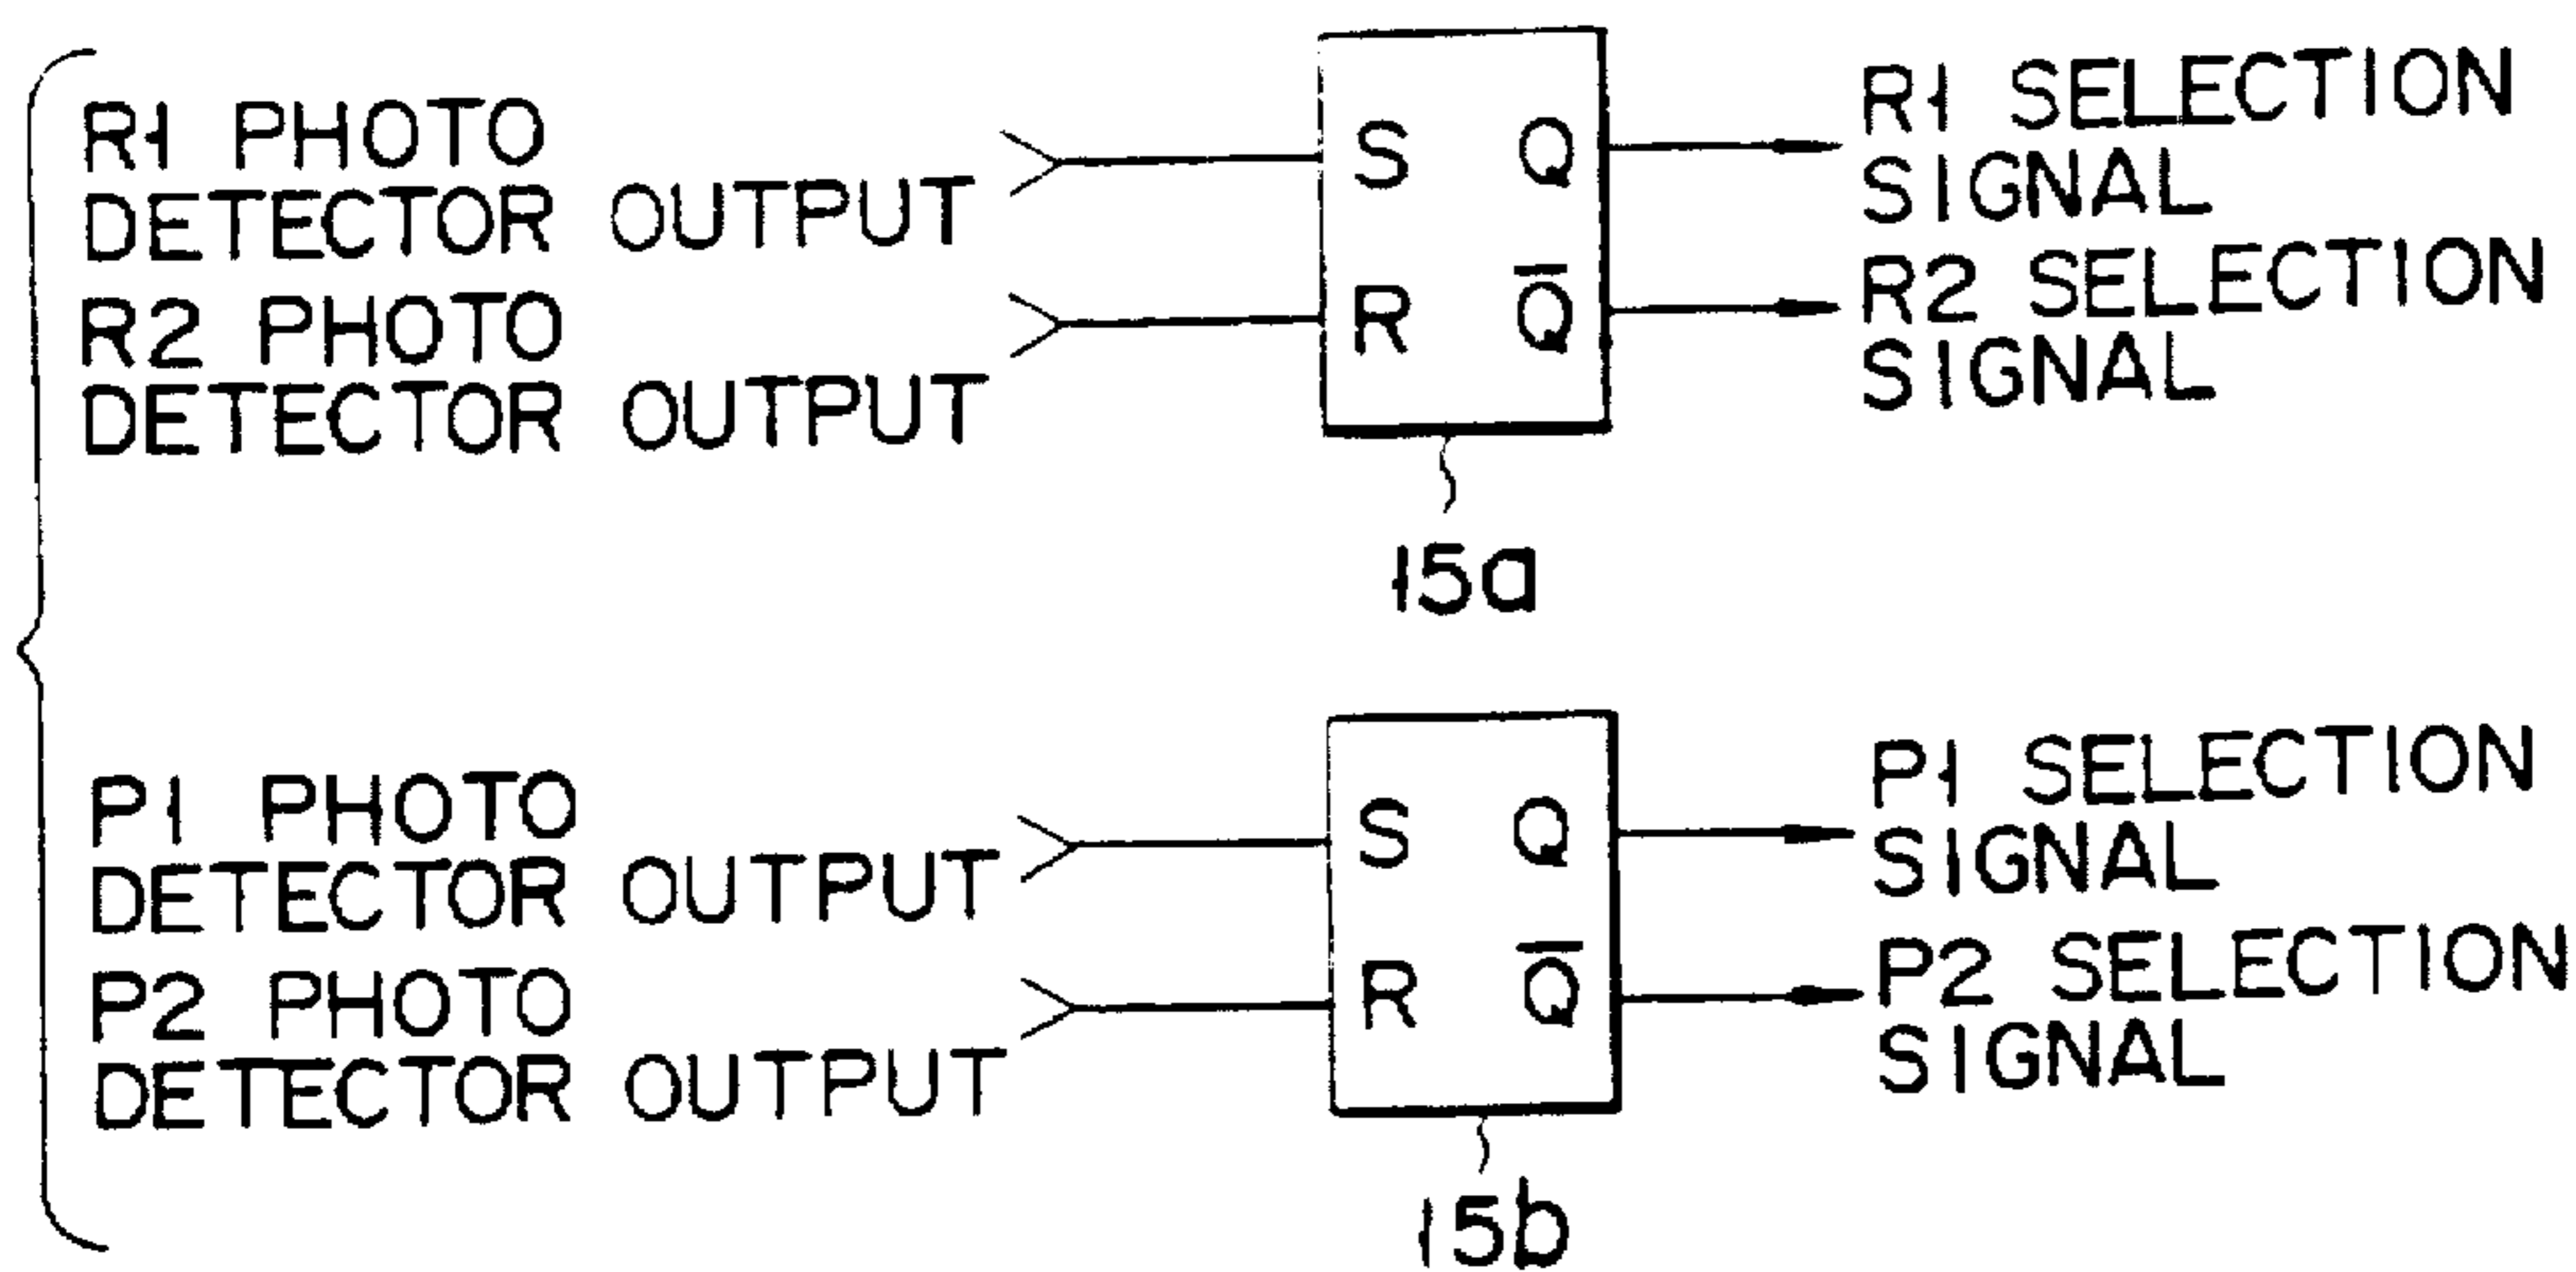 R1 PHOTO
DETECTOR OUTPUT
R2 PHOTO
DETECTOR OUTPUT
S Q
R Q̅
R1 SELECTION
SIGNAL
R2 SELECTION
SIGNAL
15a
P1 PHOTO
DETECTOR OUTPUT
P2 PHOTO
DETECTOR OUTPUT
S Q
R Q̅
P1 SELECTION
SIGNAL
P2 SELECTION
SIGNAL
15b